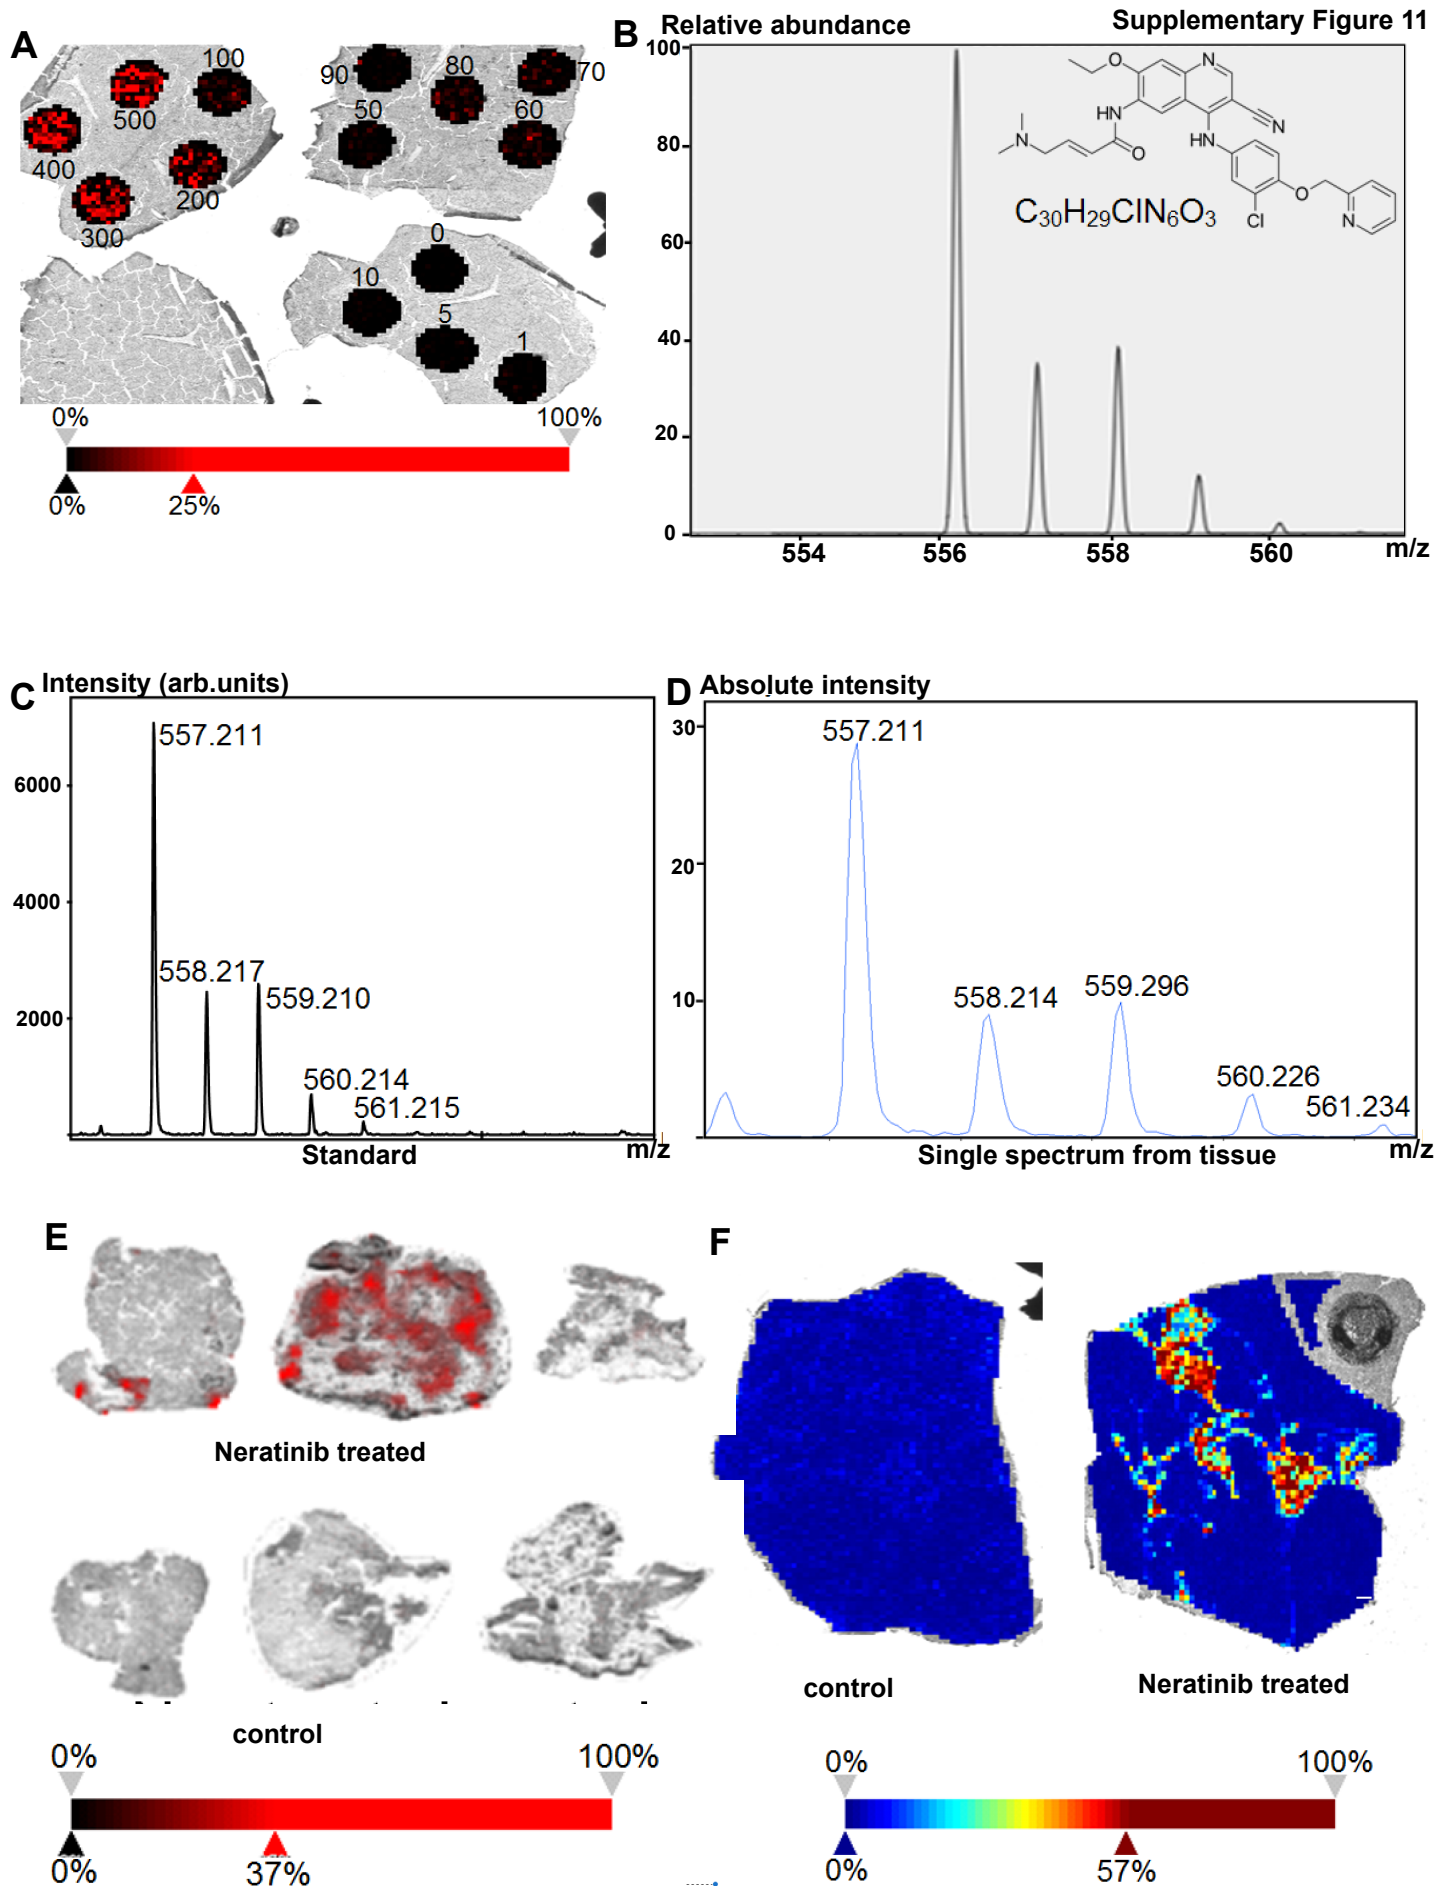 Supplementary Figure 11
A
100
500
400
200
300
90
80
70
50
60
0
10
5
1
0% 100%
0% 25%
B Relative abundance
100
80
60
40
20
0
554 556 558 560 m/z
O
N
HN
N
O
N
HN
O
Cl
N
C30H29ClN6O3
C Intensity (arb.units)
6000
4000
2000
557.211
558.217
559.210
560.214
561.215
Standard m/z
D Absolute intensity
30
20
10
557.211
558.214
559.296
560.226
561.234
Single spectrum from tissue m/z
E
Neratinib treated
control
0% 100%
0% 37%
F
control
Neratinib treated
0% 100%
0% 57%